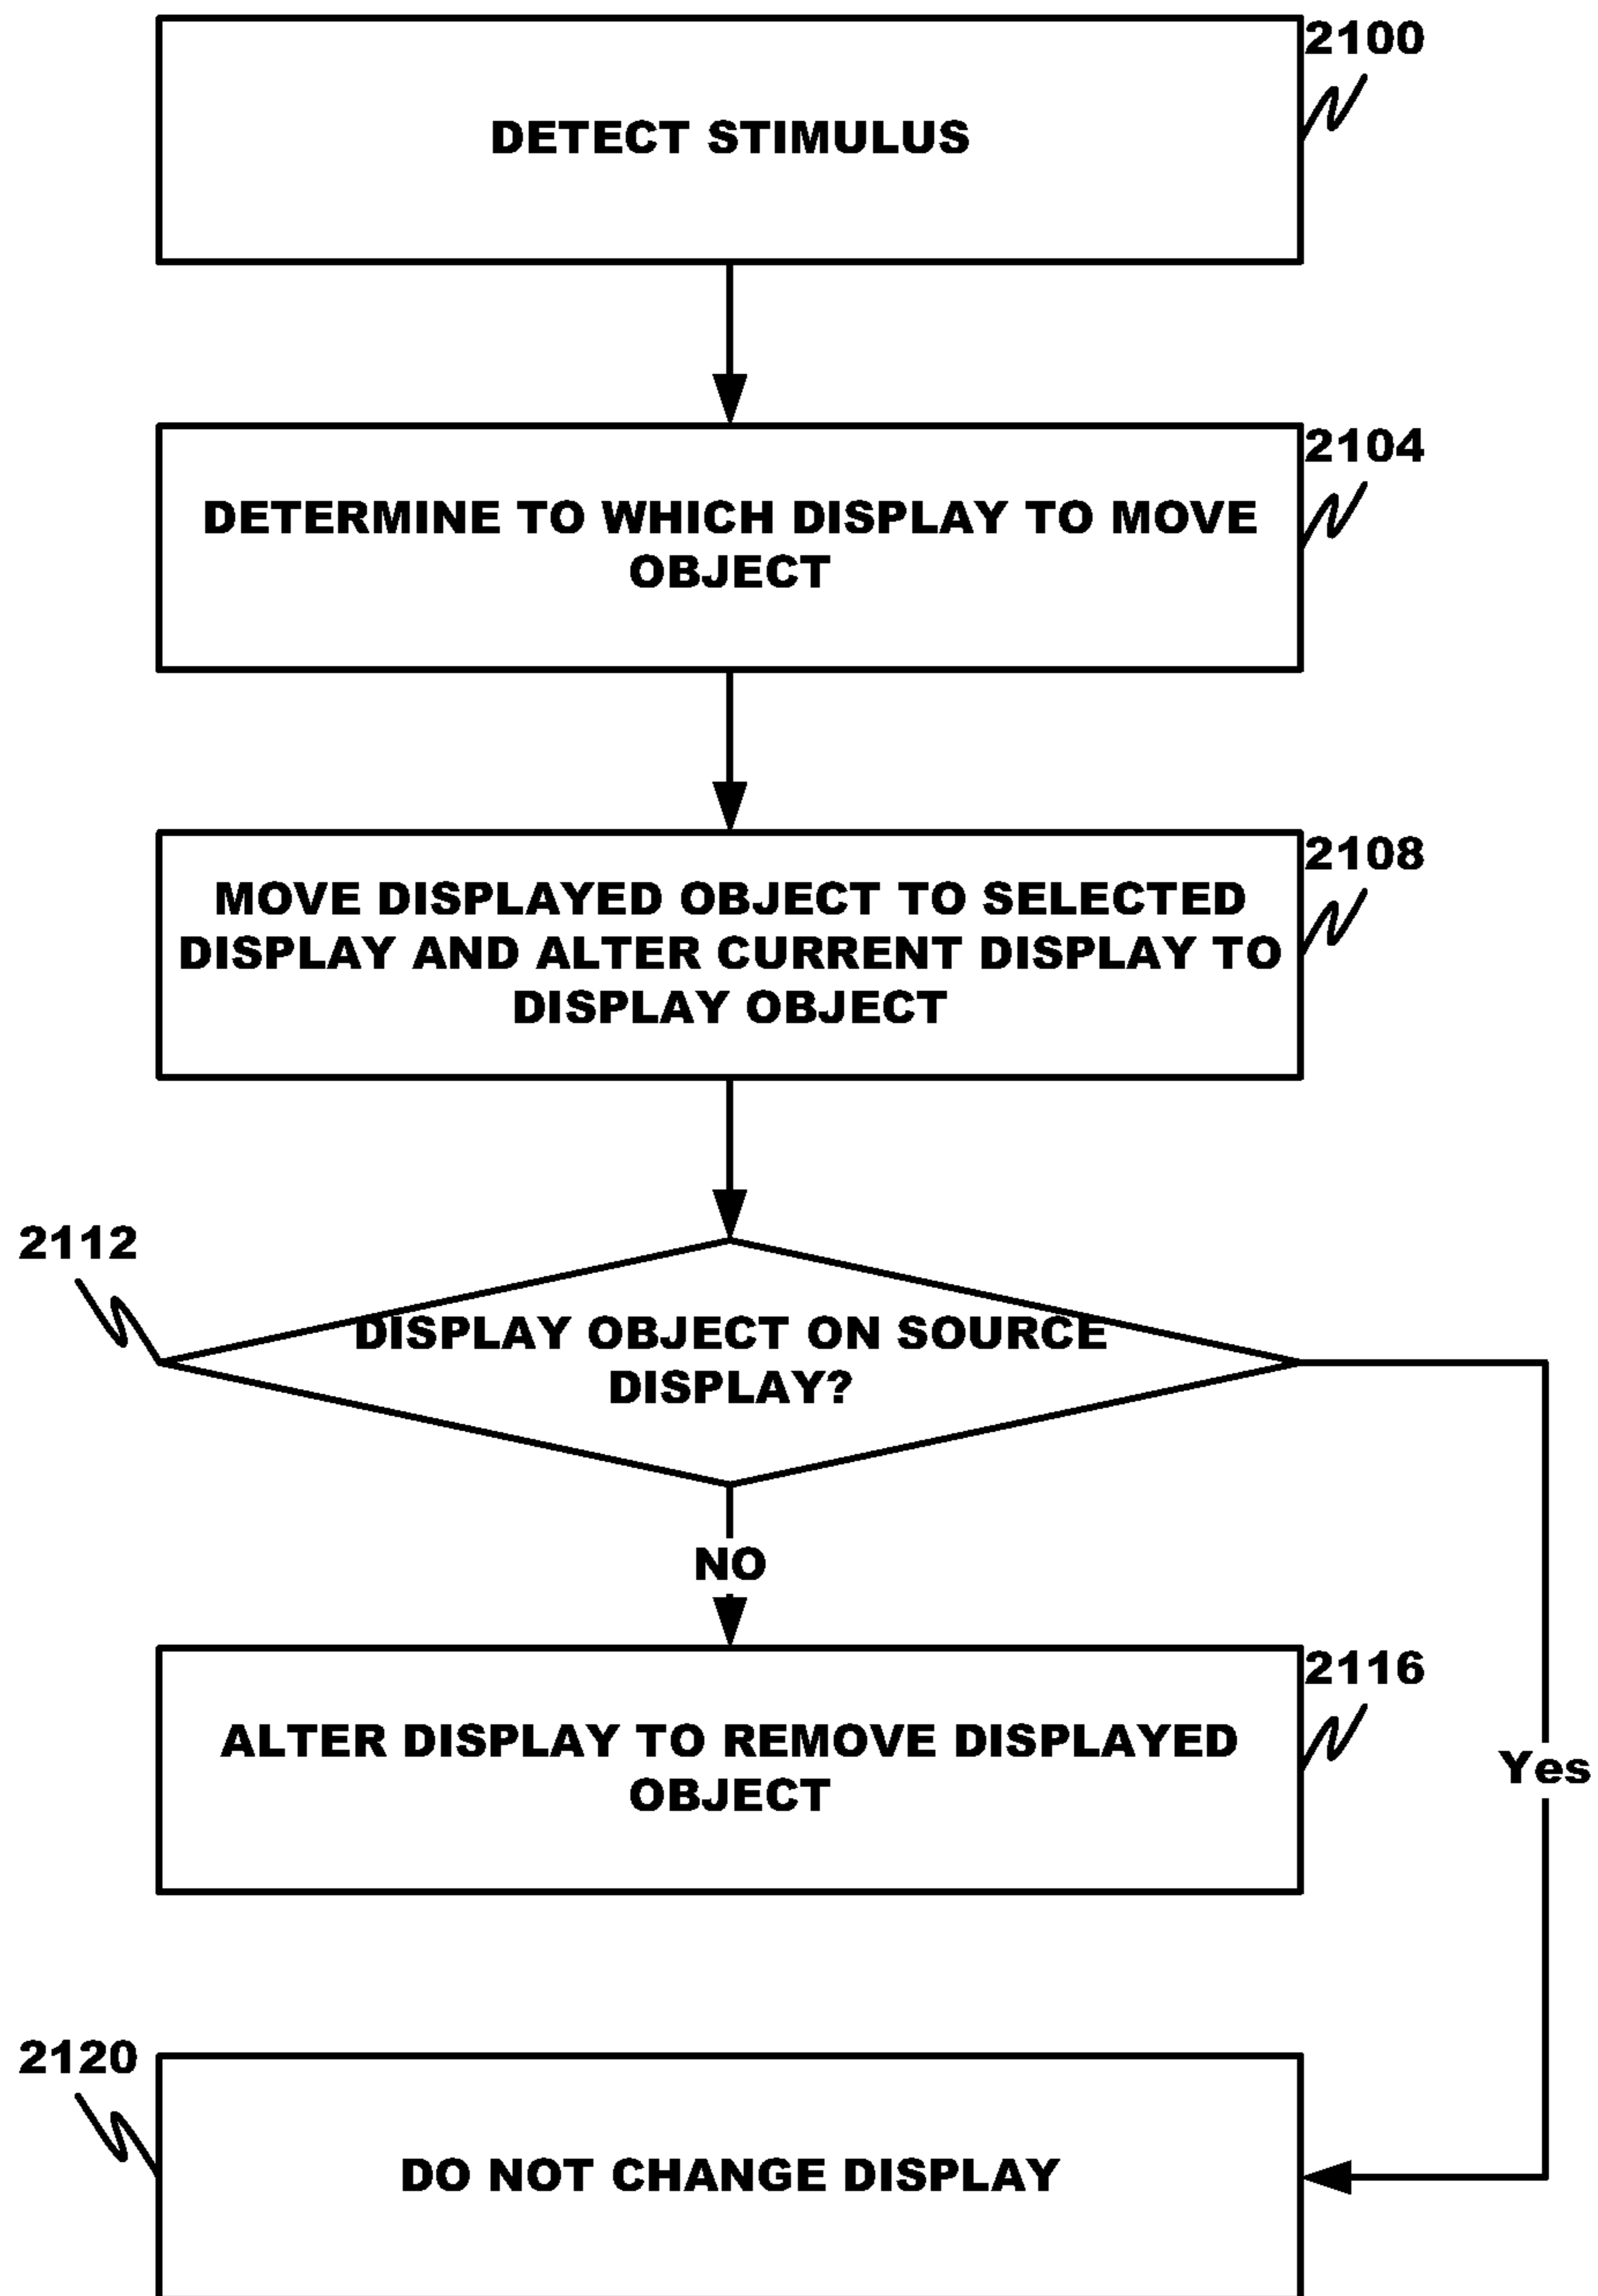 2100
DETECT STIMULUS
2104
DETERMINE TO WHICH DISPLAY TO MOVE
OBJECT
2108
MOVE DISPLAYED OBJECT TO SELECTED
DISPLAY AND ALTER CURRENT DISPLAY TO
DISPLAY OBJECT
2112
DISPLAY OBJECT ON SOURCE
DISPLAY?
NO
2116
ALTER DISPLAY TO REMOVE DISPLAYED
OBJECT
Yes
2120
DO NOT CHANGE DISPLAY